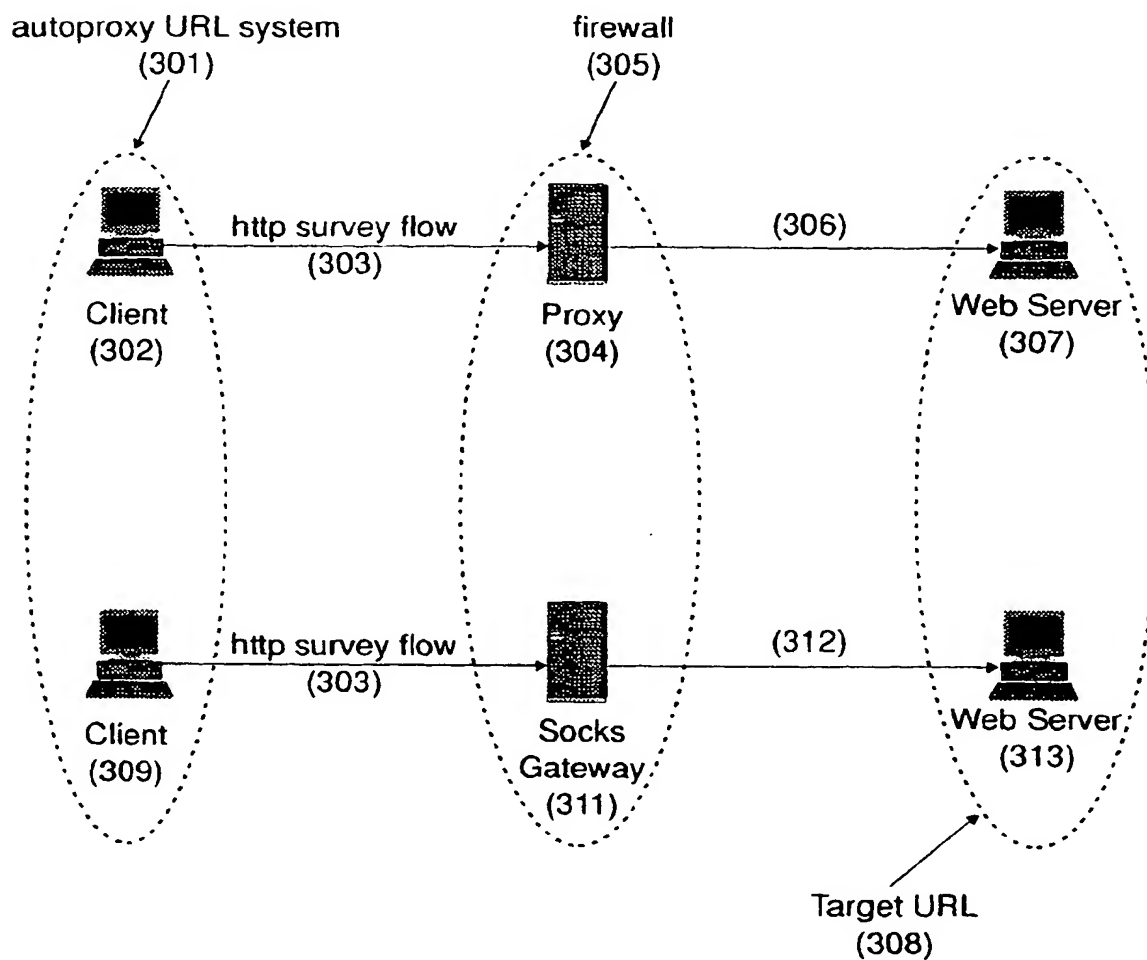 autoproxy URL system
(301)
firewall
(305)
http survey flow
(303)
(306)
Client
(302)
Proxy
(304)
Web Server
(307)
http survey flow
(303)
(312)
Client
(309)
Socks
Gateway
(311)
Web Server
(313)
Target URL
(308)